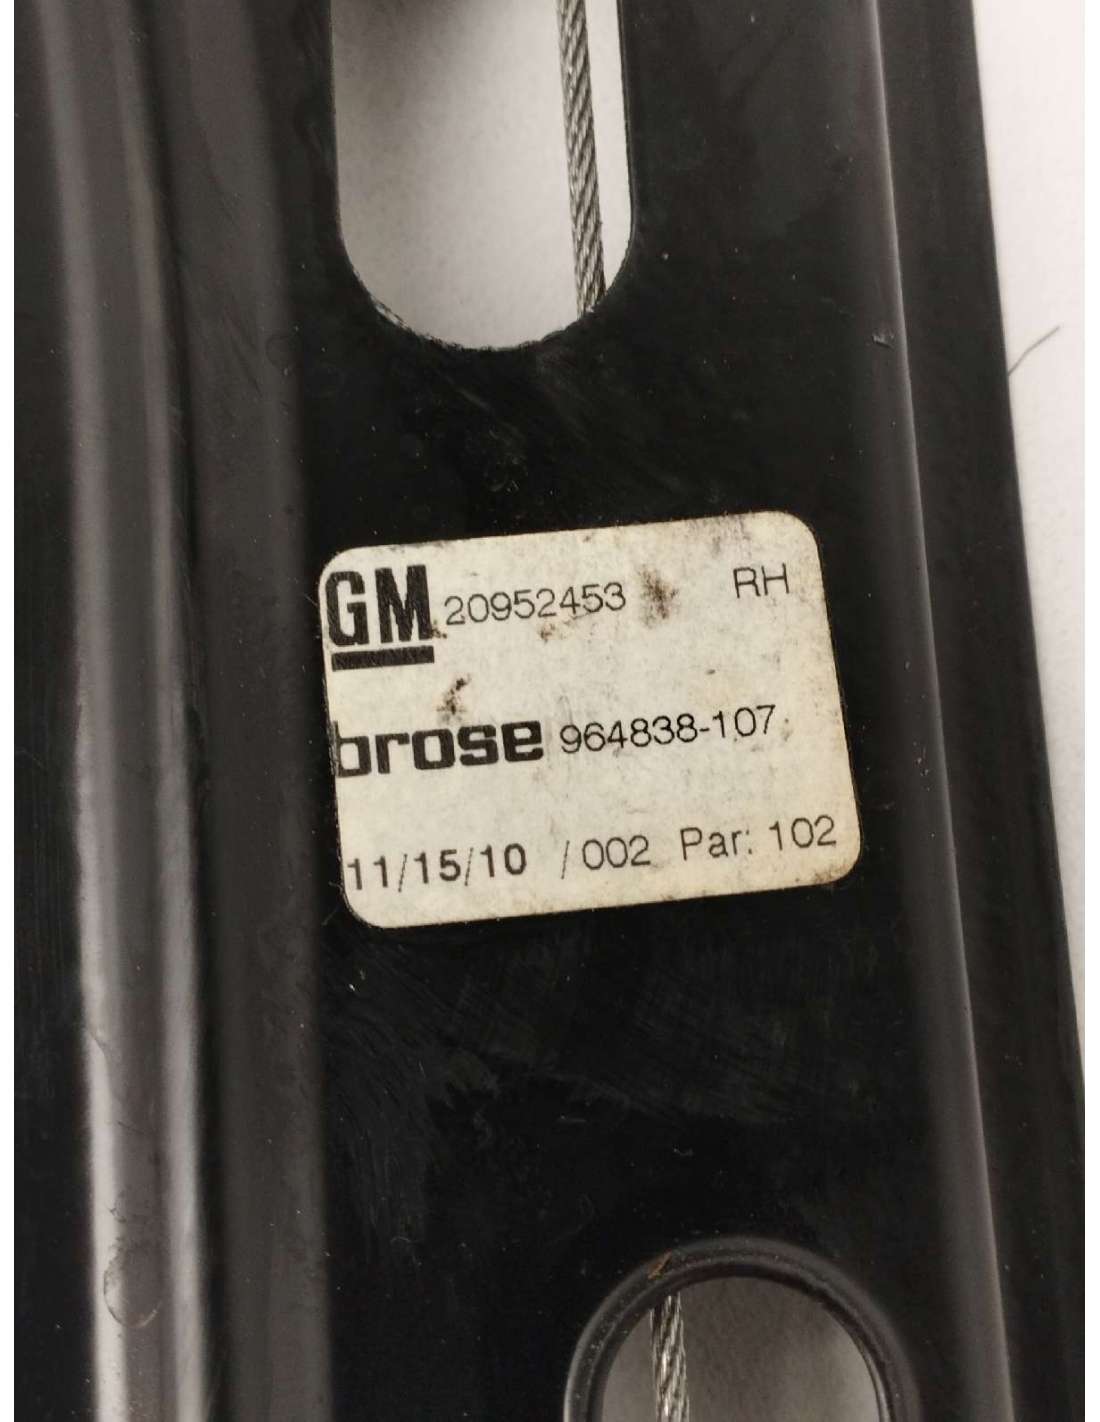 GM 20952453 RH
brose 964838-107
11/15/10 /002 Par: 102